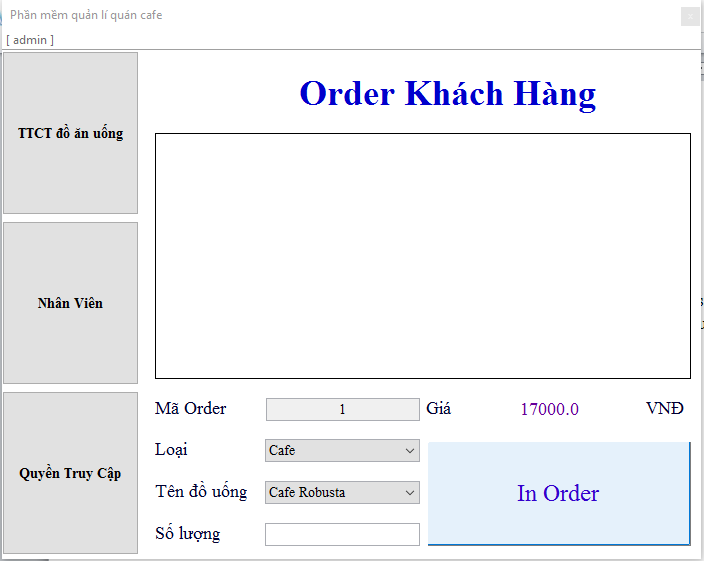 Phần mềm quản lí quán cafe
[ admin ]
TTCT đồ ăn uống
Nhân Viên
Quyền Truy Cập
Order Khách Hàng
Mã Order 1 Giá 17000.0 VNĐ
Loại Cafe
Tên đồ uống Cafe Robusta
Số lượng
In Order